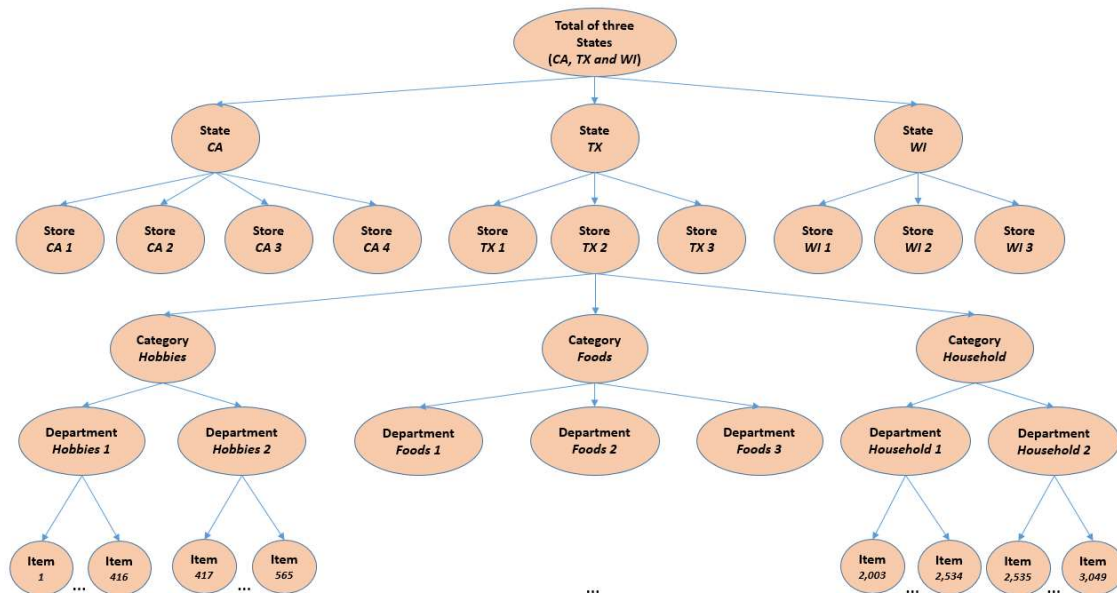 Total of three
States
(CA, TX and WI)
State
CA
State
TX
State
WI
Store
CA 1
Store
CA 2
Store
CA 3
Store
CA 4
Store
TX 1
Store
TX 2
Store
TX 3
Store
WI 1
Store
WI 2
Store
WI 3
Category
Hobbies
Category
Foods
Category
Household
Department
Hobbies 1
Department
Hobbies 2
Department
Foods 1
Department
Foods 2
Department
Foods 3
Department
Household 1
Department
Household 2
Item
1
...
Item
416
Item
417
...
Item
565
...
Item
2,003
...
Item
2,534
Item
2,535
...
Item
3,049